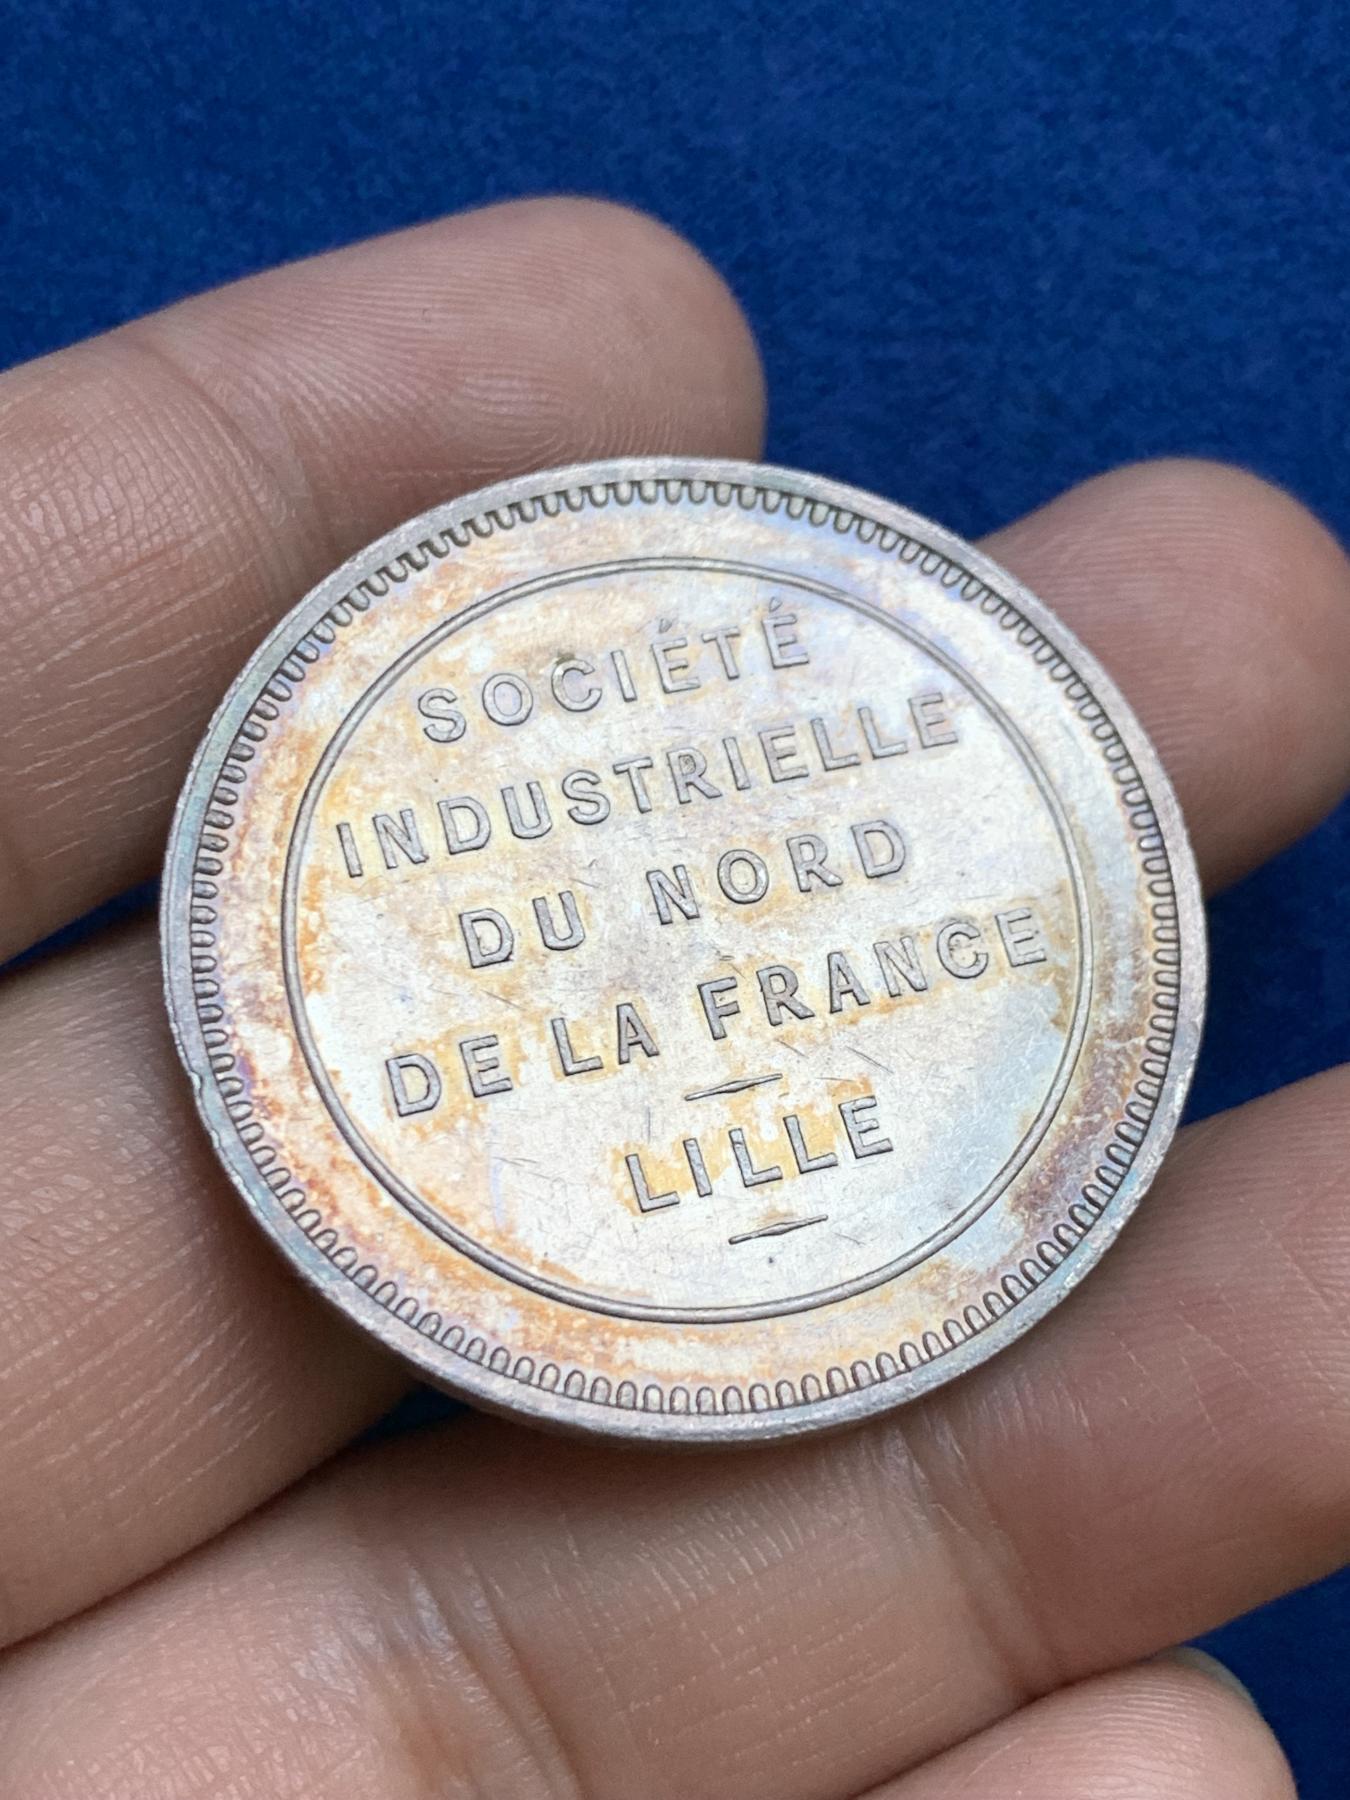 SOCIÉTÉ
INDUSTRIELLE
DU NORD
DE LA FRANCE
LILLE